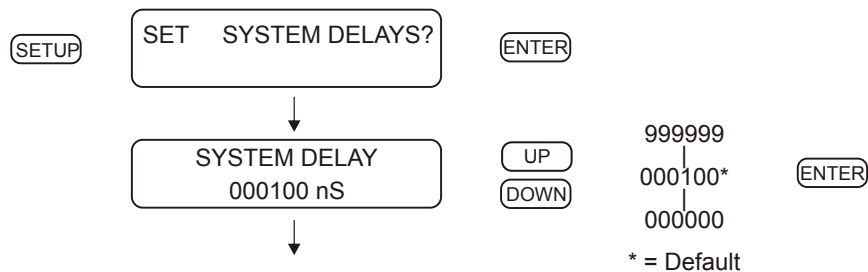 SETUP
SET SYSTEM DELAYS?
ENTER
SYSTEM DELAY
000100 nS
UP
DOWN
999999
000100*
000000
ENTER
* = Default